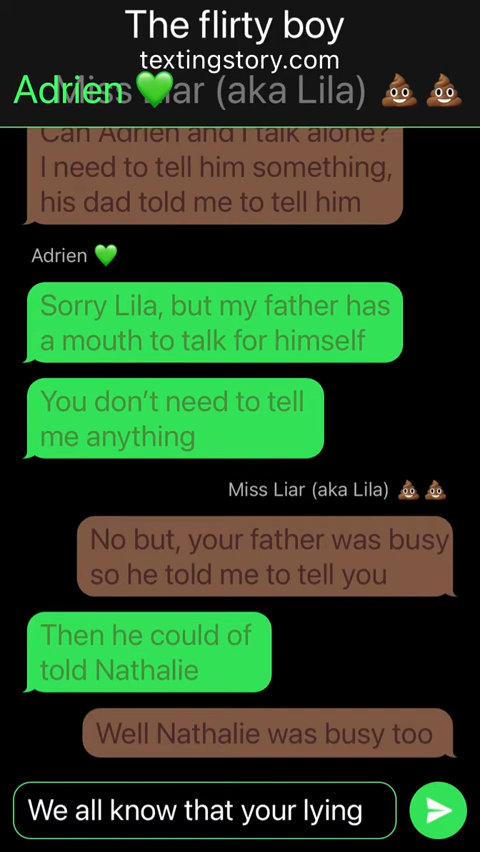 The flirty boy
textingstory.com
Adrien 💚 Miss Liar (aka Lila) 💩 💩
Can Adrien and I talk alone?
I need to tell him something,
his dad told me to tell him
Adrien 💚
Sorry Lila, but my father has
a mouth to talk for himself
You don’t need to tell
me anything
Miss Liar (aka Lila) 💩 💩
No but, your father was busy
so he told me to tell you
Then he could of
told Nathalie
Well Nathalie was busy too
We all know that your lying